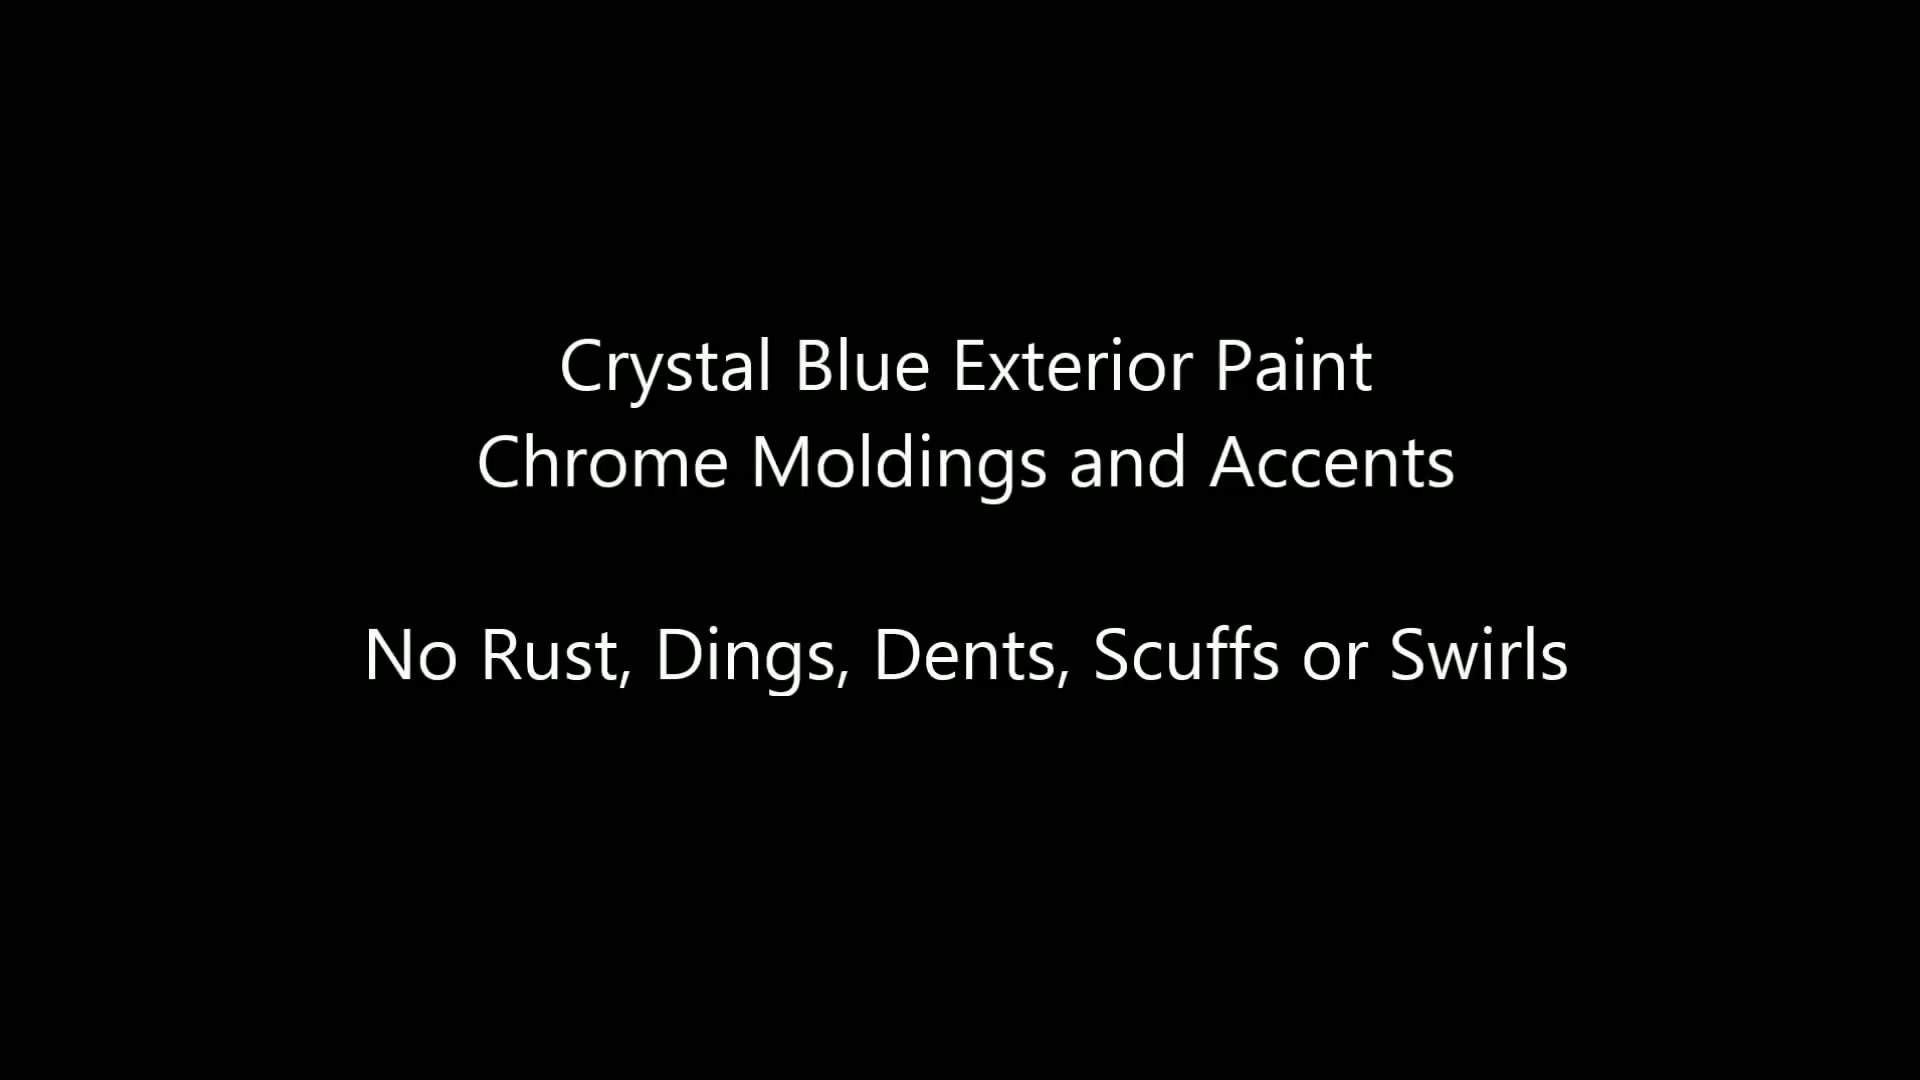 Crystal Blue Exterior Paint
Chrome Moldings and Accents
No Rust, Dings, Dents, Scuffs or Swirls